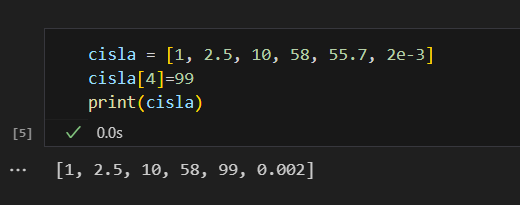 cisla = [1, 2.5, 10, 58, 55.7, 2e-3]
cisla[4]=99
print(cisla)
[5] ✓ 0.0s
... [1, 2.5, 10, 58, 99, 0.002]